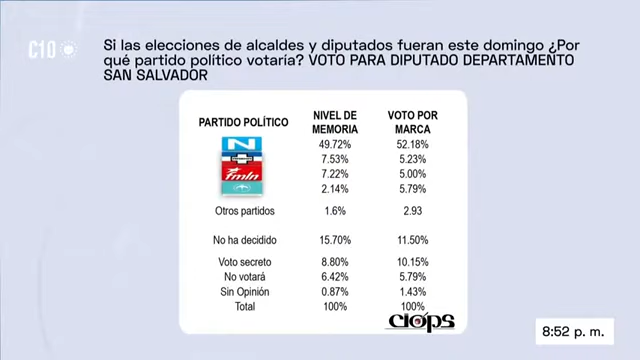 C10
Si las elecciones de alcaldes y diputados fueran este domingo ¿Por
qué partido político votaría? VOTO PARA DIPUTADO DEPARTAMENTO
SAN SALVADOR
PARTIDO POLÍTICO NIVEL DE MEMORIA VOTO POR MARCA
N 49.72% 52.18%
7.53% 5.23%
fmln 7.22% 5.00%
2.14% 5.79%
Otros partidos 1.6% 2.93
No ha decidido 15.70% 11.50%
Voto secreto 8.80% 10.15%
No votará 6.42% 5.79%
Sin Opinión 0.87% 1.43%
Total 100% 100%
ciops
8:52 p. m.